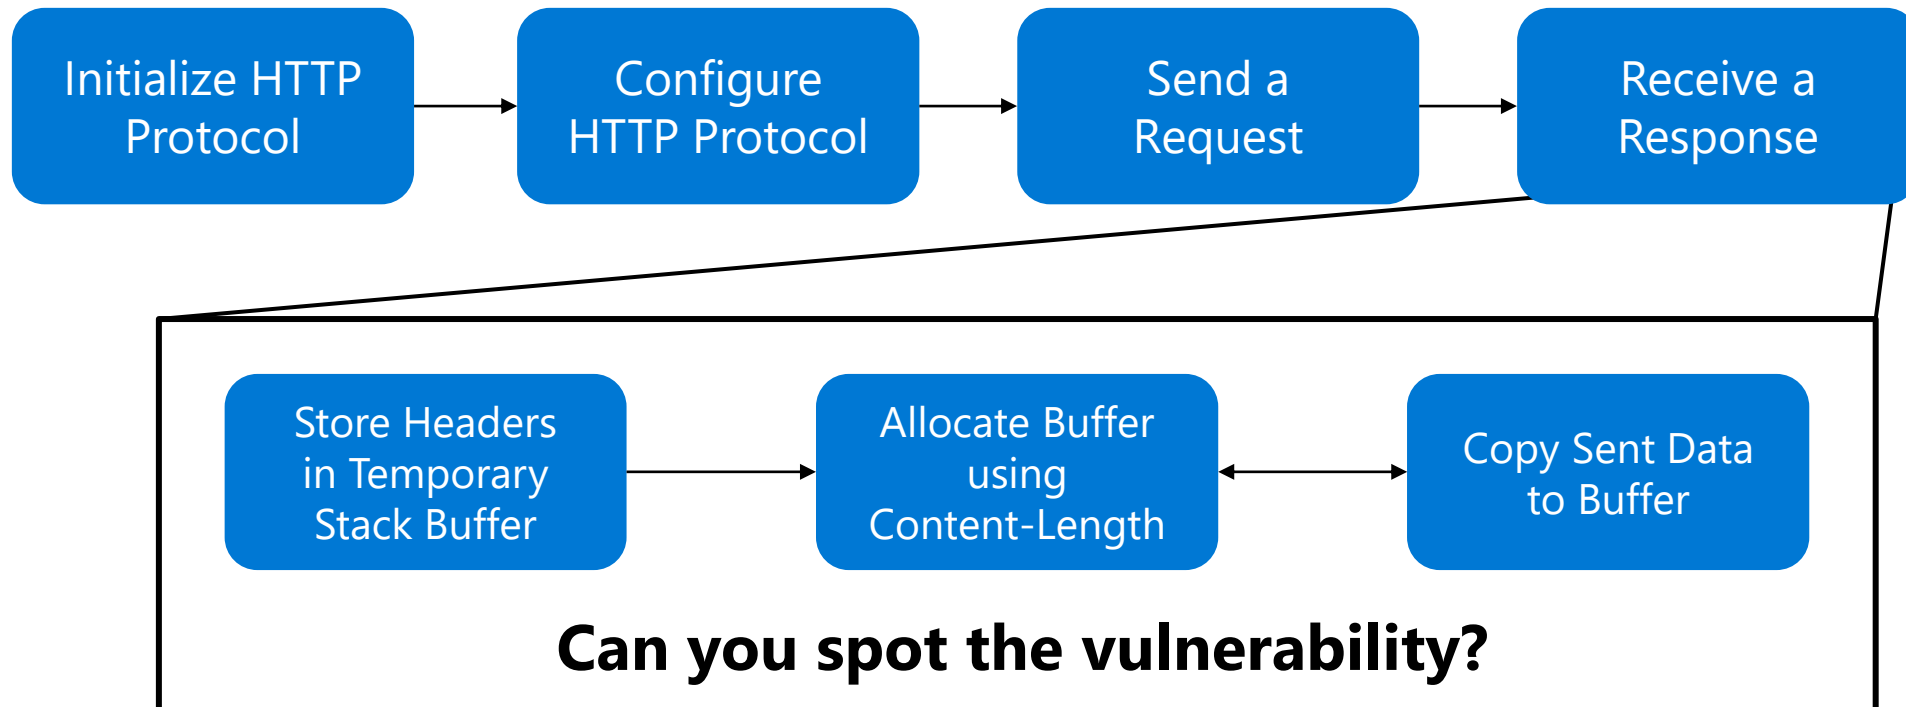 Initialize HTTP
Protocol
Configure
HTTP Protocol
Send a
Request
Receive a
Response
Store Headers
in Temporary
Stack Buffer
Allocate Buffer
using
Content-Length
Copy Sent Data
to Buffer
Can you spot the vulnerability?